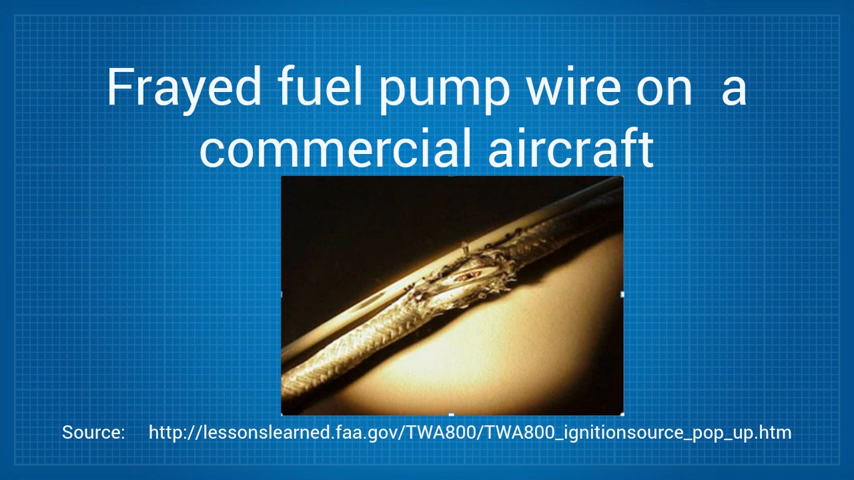 Frayed fuel pump wire on  a
commercial aircraft
Source:    http://lessonslearned.faa.gov/TWA800/TWA800_ignitionsource_pop_up.htm